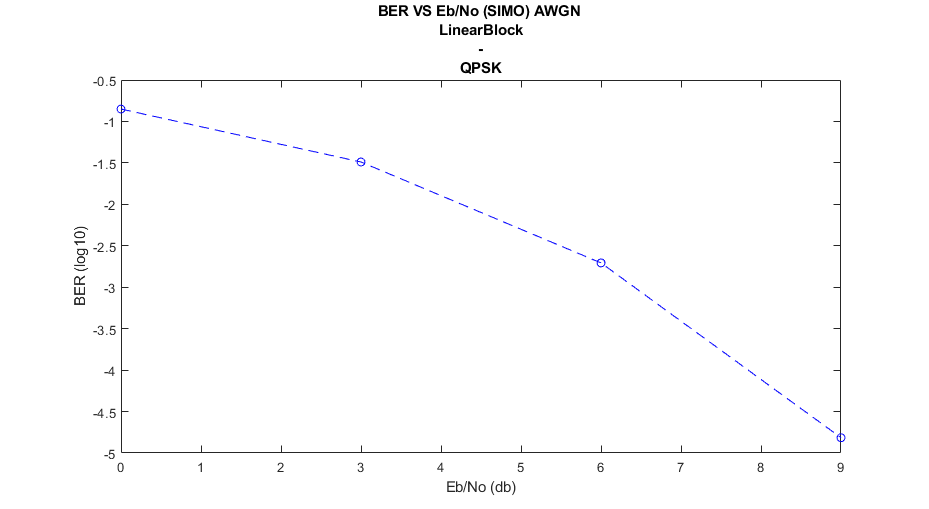 BER VS Eb/No (SIMO) AWGN
LinearBlock
-
QPSK
-0.5
-1
-1.5
-2
-2.5
-3
-3.5
-4
-4.5
-5
BER (log10)
0 1 2 3 4 5 6 7 8 9
Eb/No (db)